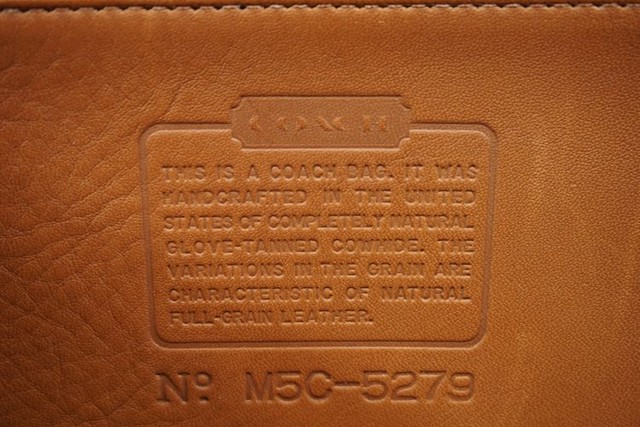 COACH
THIS IS A COACH BAG. IT WAS
HANDCRAFTED IN THE UNITED
STATES OF COMPLETELY NATURAL
GLOVE-TANNED COWHIDE. THE
VARIATIONS IN THE GRAIN ARE
CHARACTERISTIC OF NATURAL
FULL-GRAIN LEATHER.
Nº M5C-5279